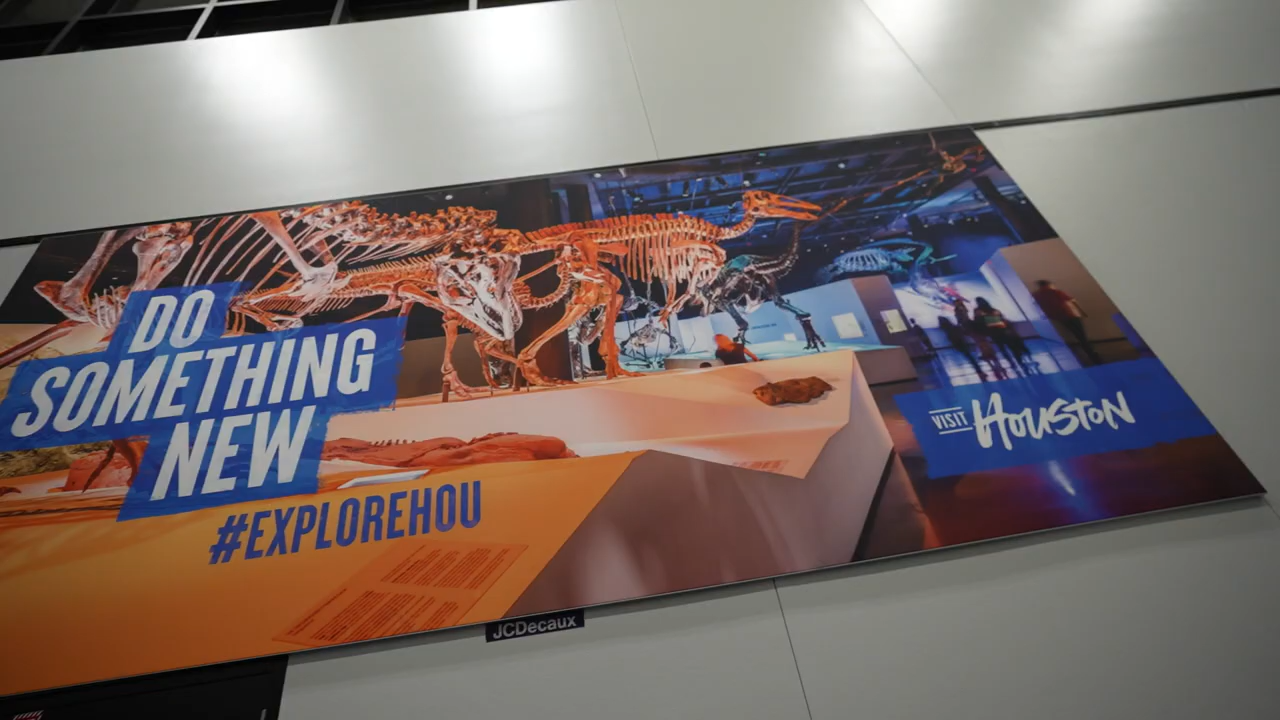 DO
SOMETHING
NEW
#EXPLOREHOU
VISIT HOUSTON
JCDecaux